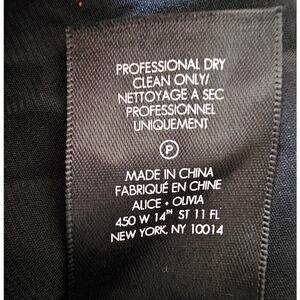 PROFESSIONAL DRY
CLEAN ONLY/
NETTOYAGE A SEC
PROFESSIONNEL
UNIQUEMENT
P
MADE IN CHINA
FABRIQUÉ EN CHINE
ALICE + OLIVIA
450 W 14TH ST 11 FL
NEW YORK, NY 10014